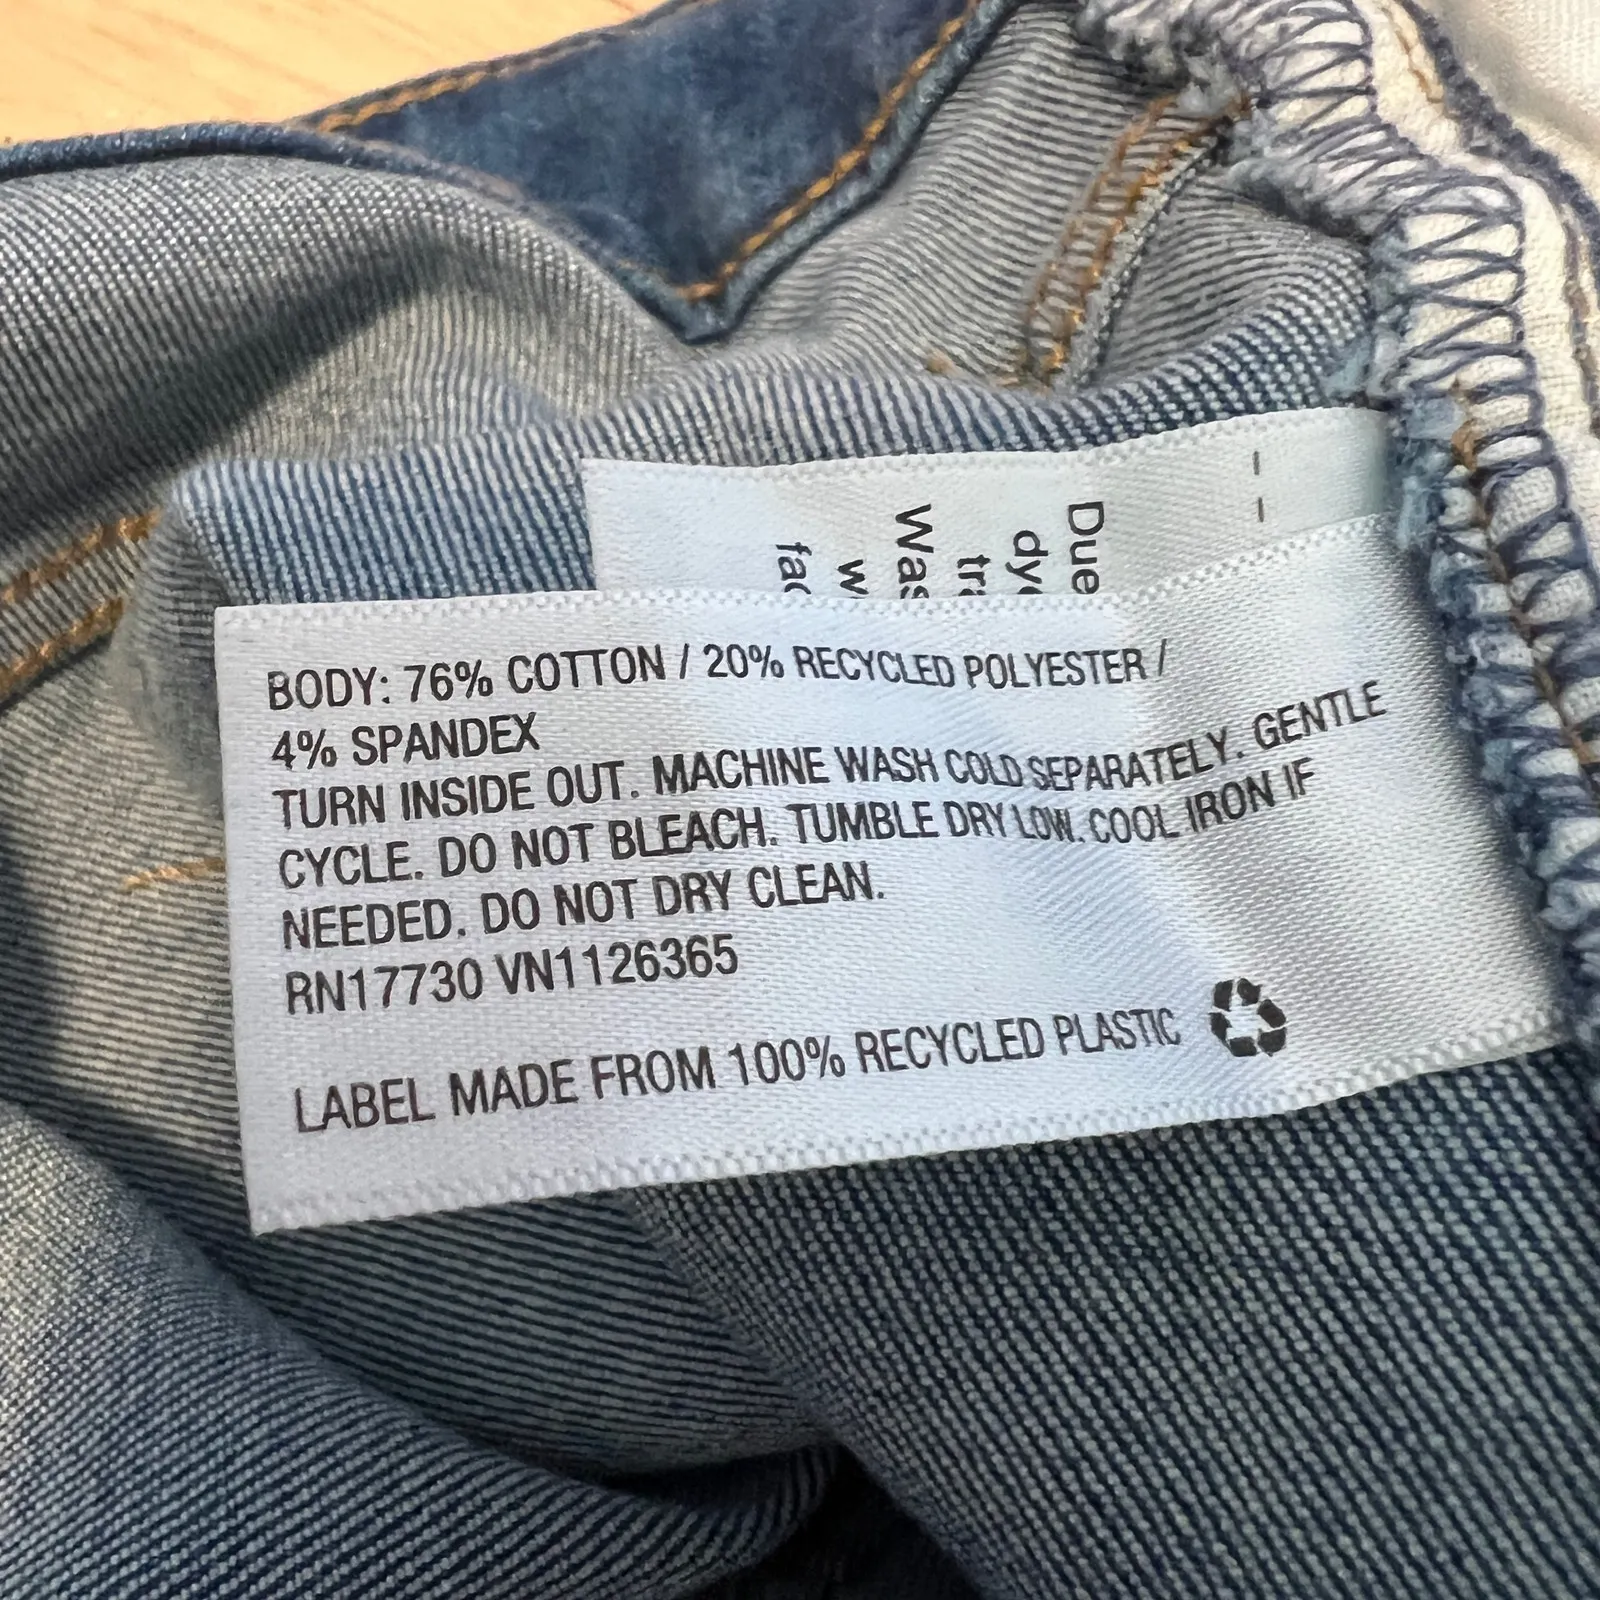 Due
BODY: 76% COTTON / 20% RECYCLED POLYESTER /
4% SPANDEX
TURN INSIDE OUT. MACHINE WASH COLD SEPARATELY. GENTLE
CYCLE. DO NOT BLEACH. TUMBLE DRY LOW. COOL IRON IF
NEEDED. DO NOT DRY CLEAN.
RN17730 VN1126365
LABEL MADE FROM 100% RECYCLED PLASTIC